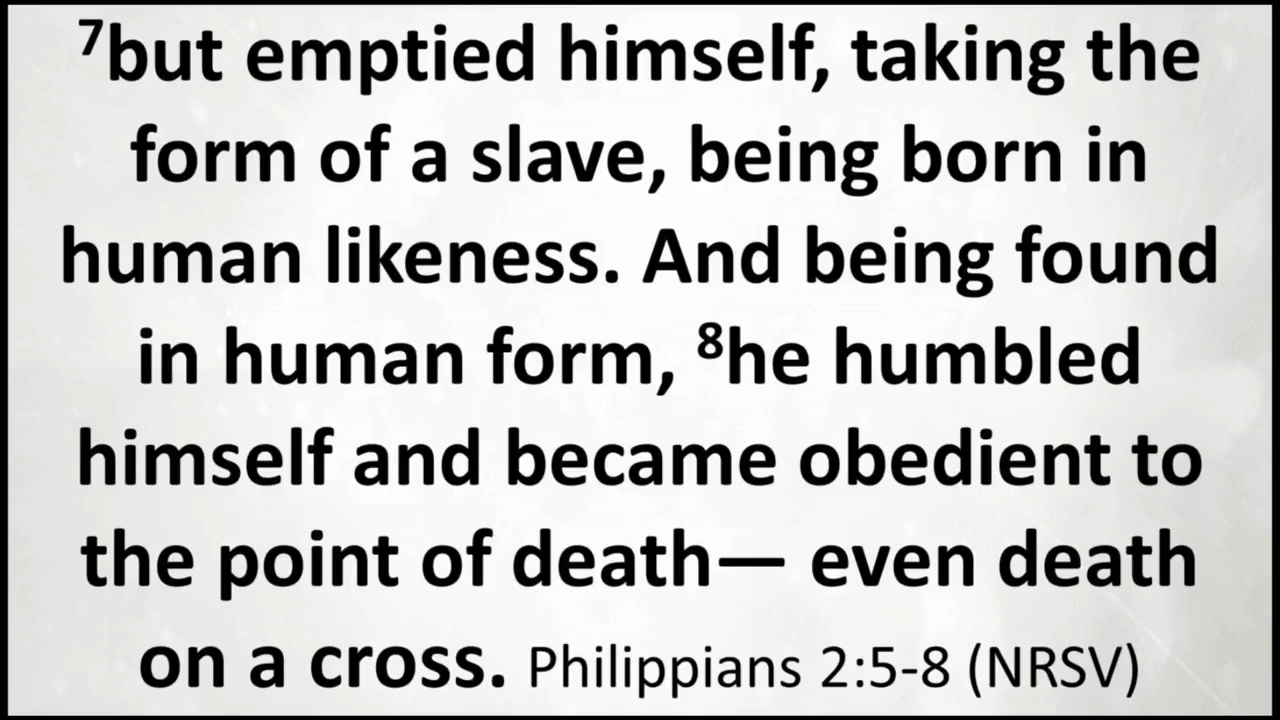 ⁷but emptied himself, taking the
form of a slave, being born in
human likeness. And being found
in human form, ⁸he humbled
himself and became obedient to
the point of death— even death
on a cross. Philippians 2:5-8 (NRSV)